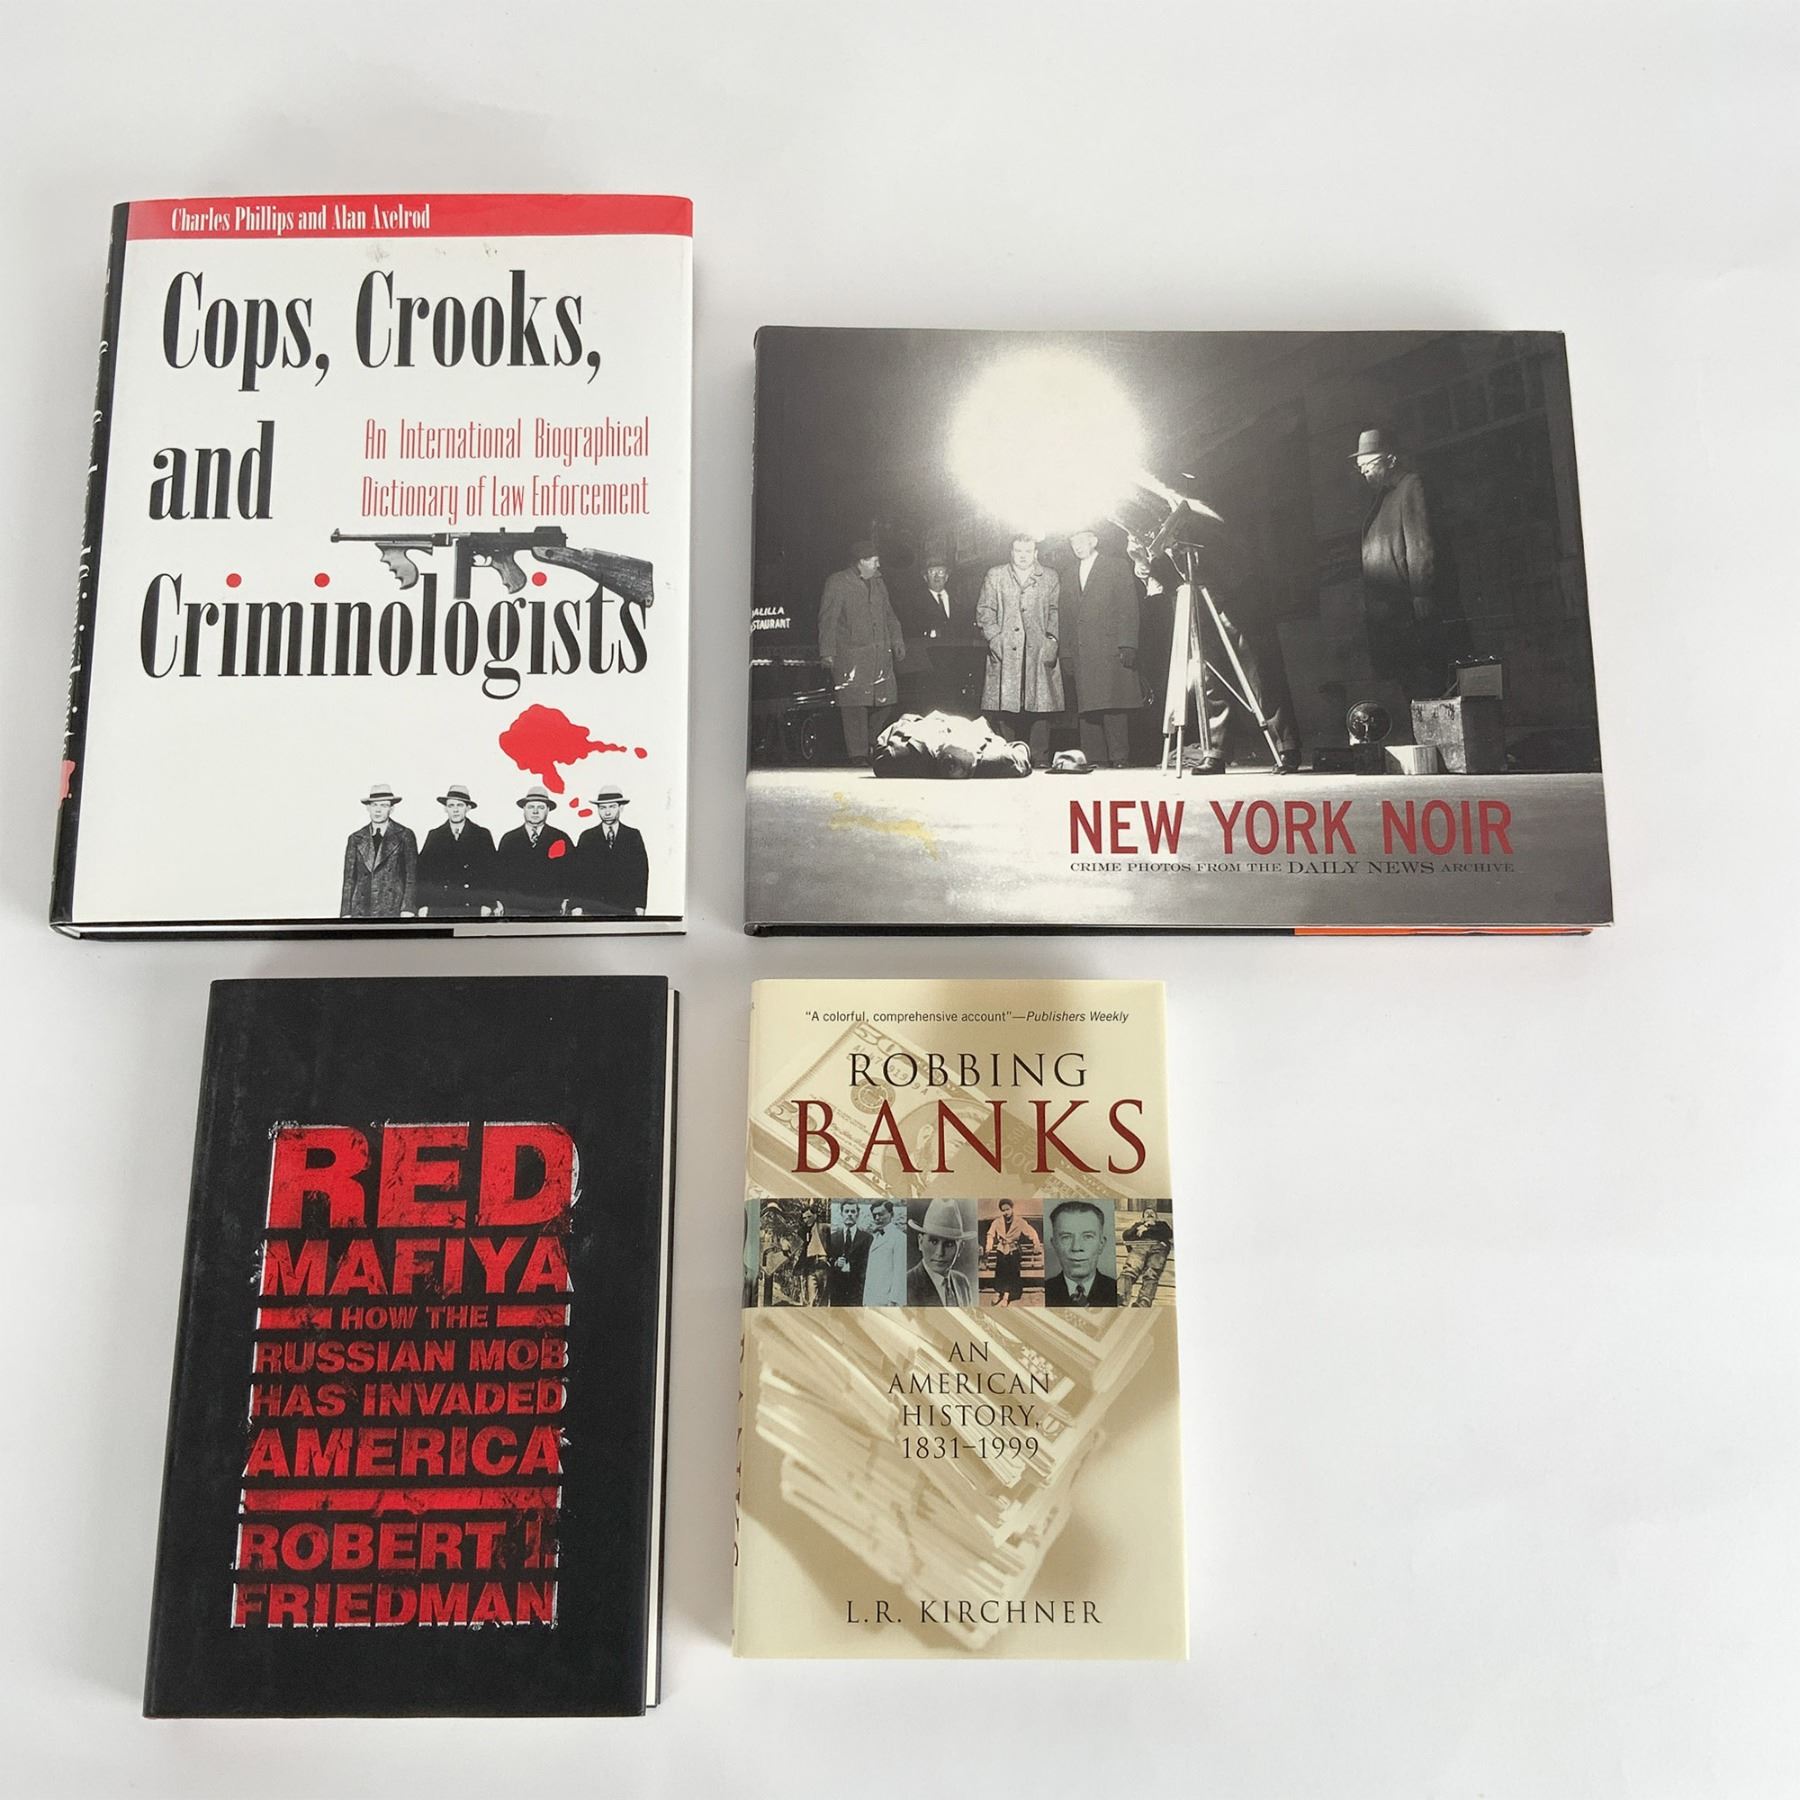 Charles Phillips and Alan Axelrod
Cops, Crooks,
and
An International Biographical
Dictionary of Law Enforcement
Criminologists
ALILLA
STAURANT
NEW YORK NOIR
CRIME PHOTOS FROM THE DAILY NEWS ARCHIVE
RED
MAFIYA
HOW THE
RUSSIAN MOB
HAS INVADED
AMERICA
ROBERT I.
FRIEDMAN
"A colorful, comprehensive account"—Publishers Weekly
ROBBING
BANKS
AN
AMERICAN
HISTORY,
1831–1999
L.R. KIRCHNER